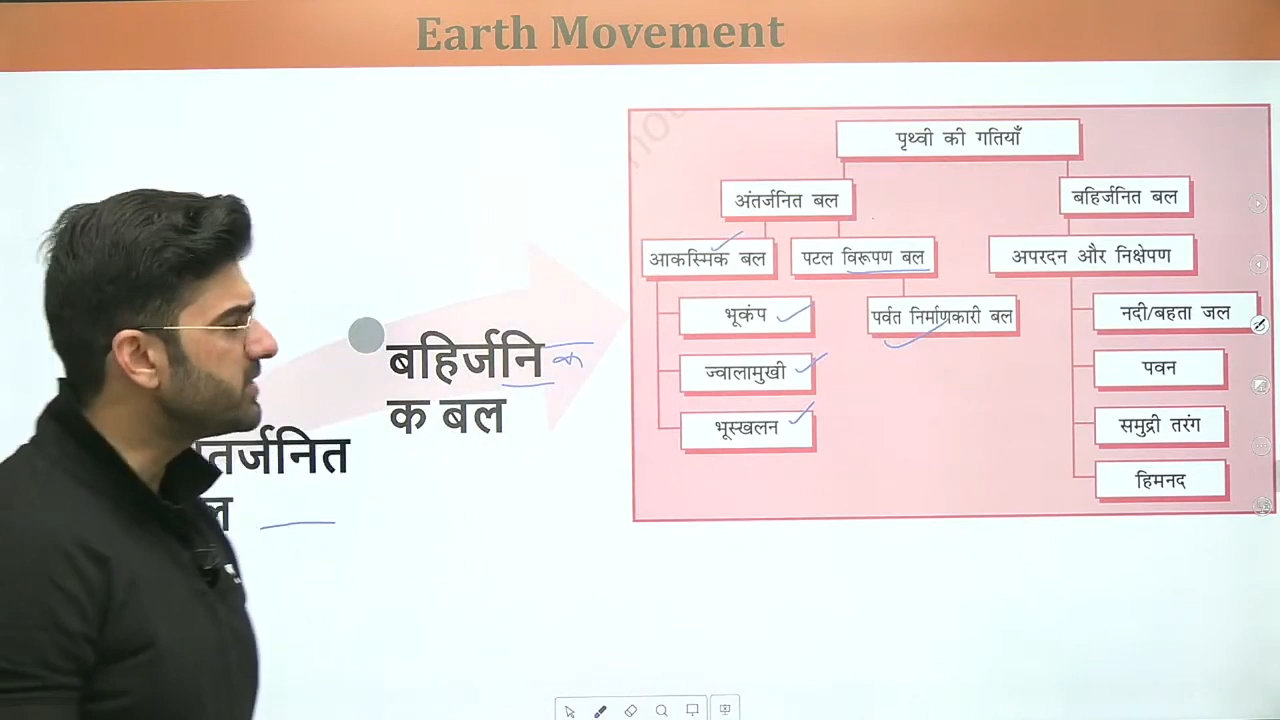 Earth Movement
पृथ्वी की गतियाँ
अंतर्जनित बल
बहिर्जनित बल
आकस्मिक बल
पटल विरूपण बल
अपरदन और निक्षेपण
भूकंप
पर्वत निर्माणकारी बल
नदी/बहता जल
ज्वालामुखी
पवन
भूस्खलन
समुद्री तरंग
हिमनद
बहिर्जनि
क बल
तर्जनित
ल